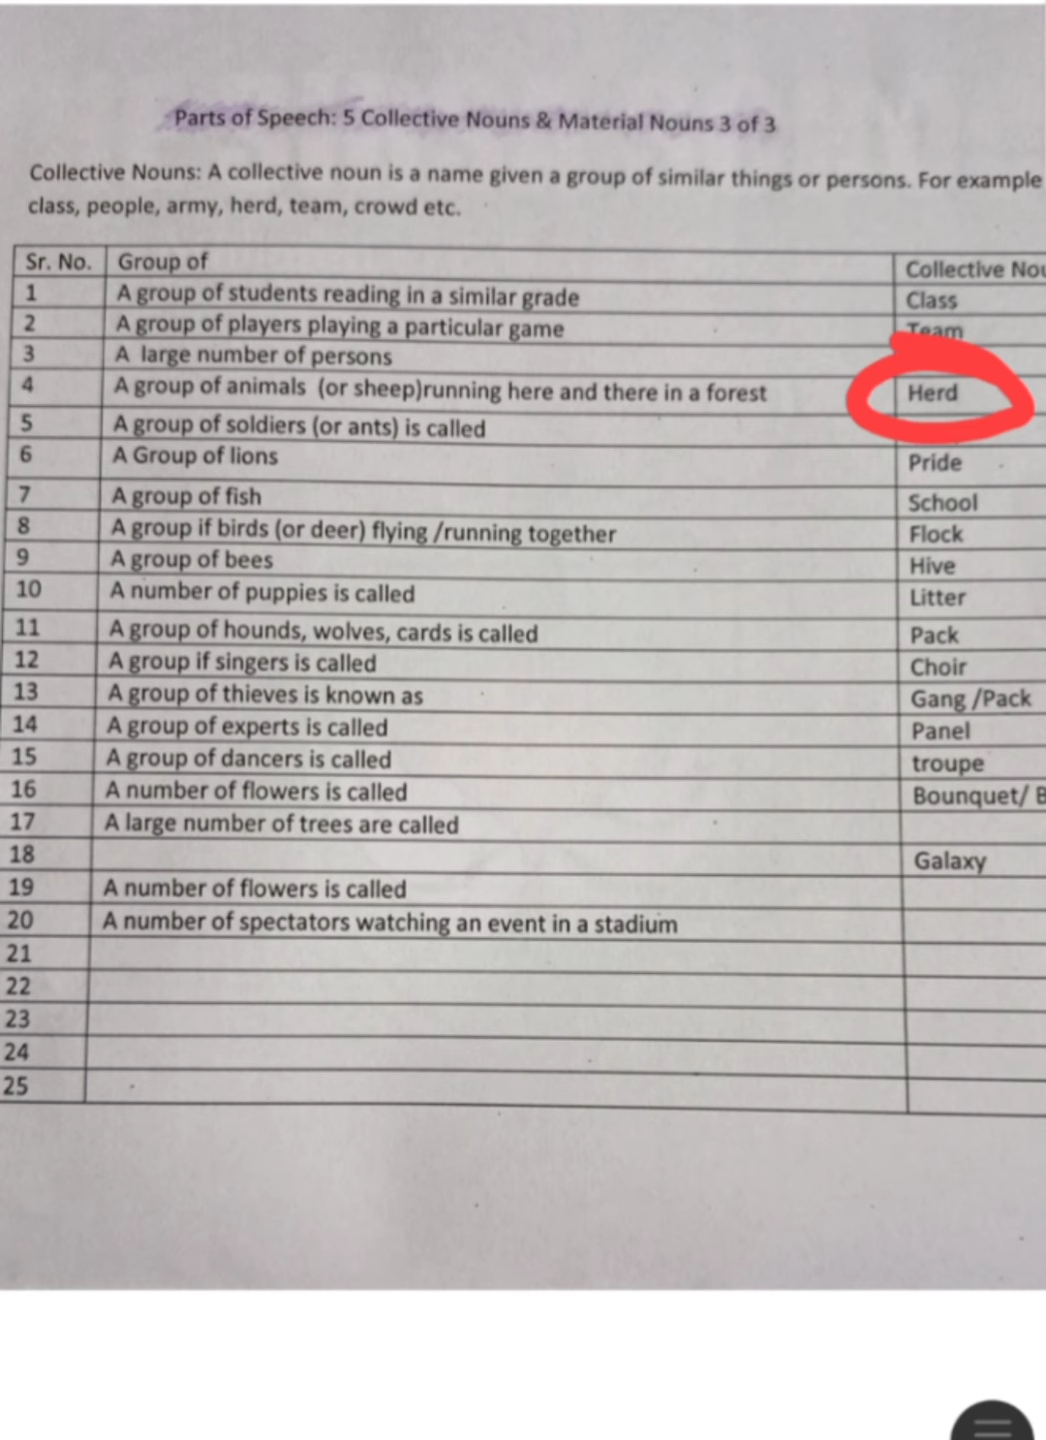 Parts of Speech: 5 Collective Nouns & Material Nouns 3 of 3
Collective Nouns: A collective noun is a name given a group of similar things or persons. For example
class, people, army, herd, team, crowd etc.
Sr. No. Group of Collective Nou
1 A group of students reading in a similar grade Class
2 A group of players playing a particular game Team
3 A large number of persons
4 A group of animals (or sheep)running here and there in a forest Herd
5 A group of soldiers (or ants) is called
6 A Group of lions Pride
7 A group of fish School
8 A group if birds (or deer) flying /running together Flock
9 A group of bees Hive
10 A number of puppies is called Litter
11 A group of hounds, wolves, cards is called Pack
12 A group if singers is called Choir
13 A group of thieves is known as Gang /Pack
14 A group of experts is called Panel
15 A group of dancers is called troupe
16 A number of flowers is called Bounquet/ B
17 A large number of trees are called
18 Galaxy
19 A number of flowers is called
20 A number of spectators watching an event in a stadium
21
22
23
24
25